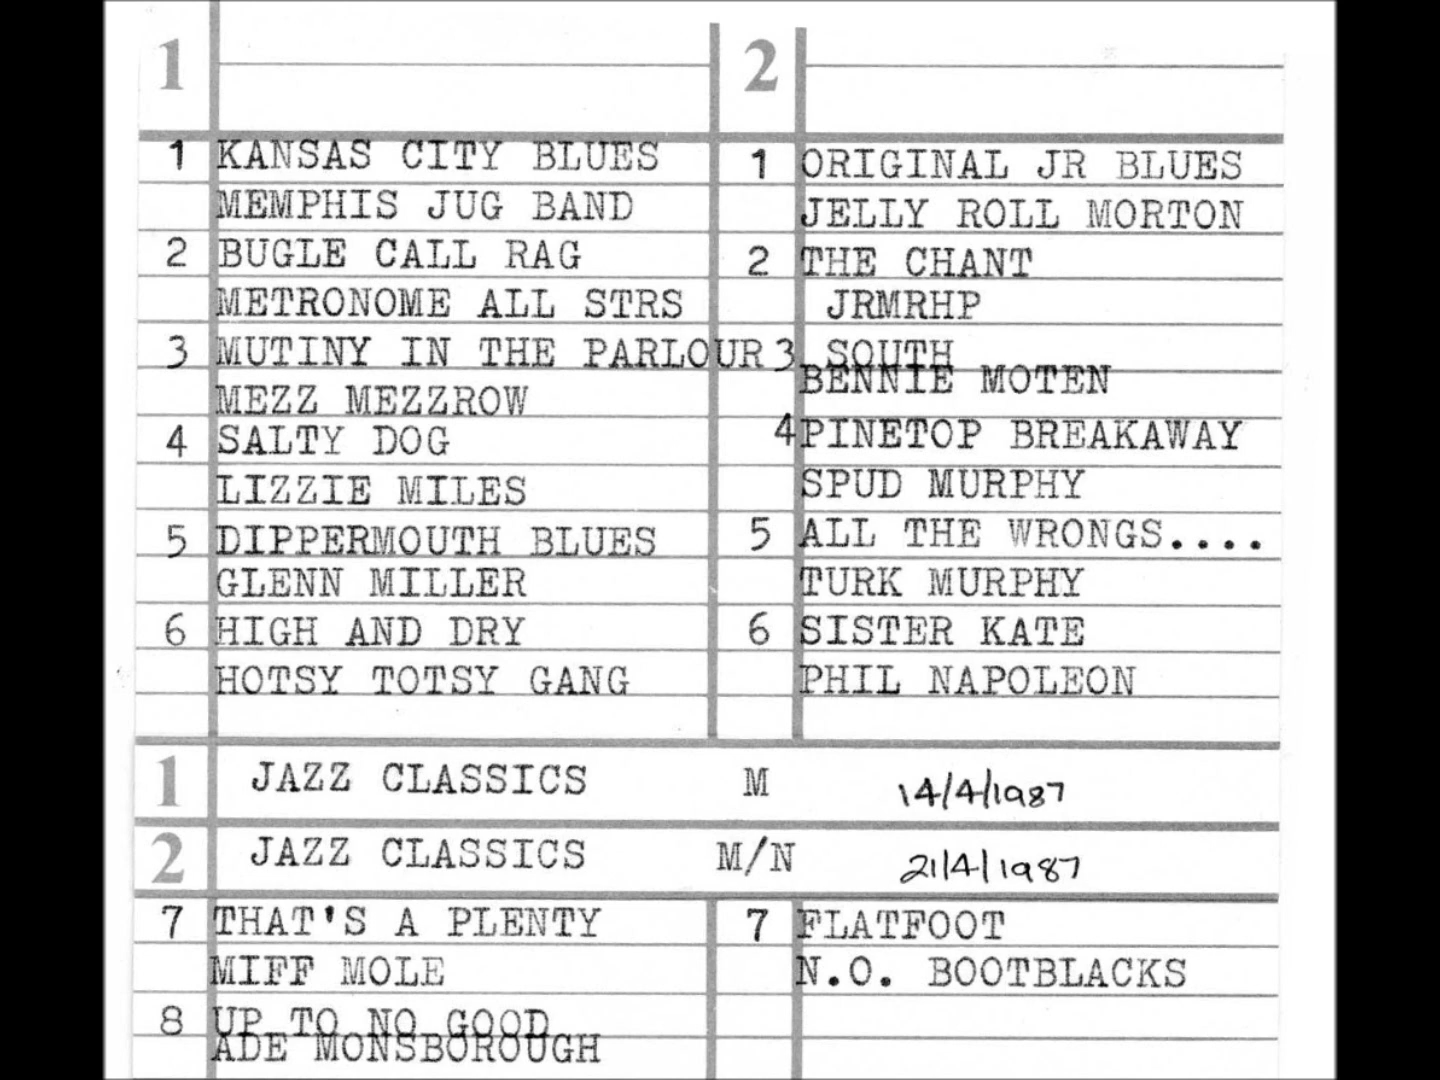 1
1 KANSAS CITY BLUES
MEMPHIS JUG BAND
2 BUGLE CALL RAG
METRONOME ALL STRS
3 MUTINY IN THE PARLOUR
MEZZ MEZZROW
4 SALTY DOG
LIZZIE MILES
5 DIPPERMOUTH BLUES
GLENN MILLER
6 HIGH AND DRY
HOTSY TOTSY GANG
2
1 ORIGINAL JR BLUES
JELLY ROLL MORTON
2 THE CHANT
JRMRHP
3 SOUTH
BENNIE MOTEN
4 PINETOP BREAKAWAY
SPUD MURPHY
5 ALL THE WRONGS....
TURK MURPHY
6 SISTER KATE
PHIL NAPOLEON
1 JAZZ CLASSICS M 14/4/1987
2 JAZZ CLASSICS M/N 21/4/1987
7 THAT'S A PLENTY
MIFF MOLE
8 UP TO NO GOOD
ADE MONSBOROUGH
7 FLATFOOT
N.O. BOOTBLACKS